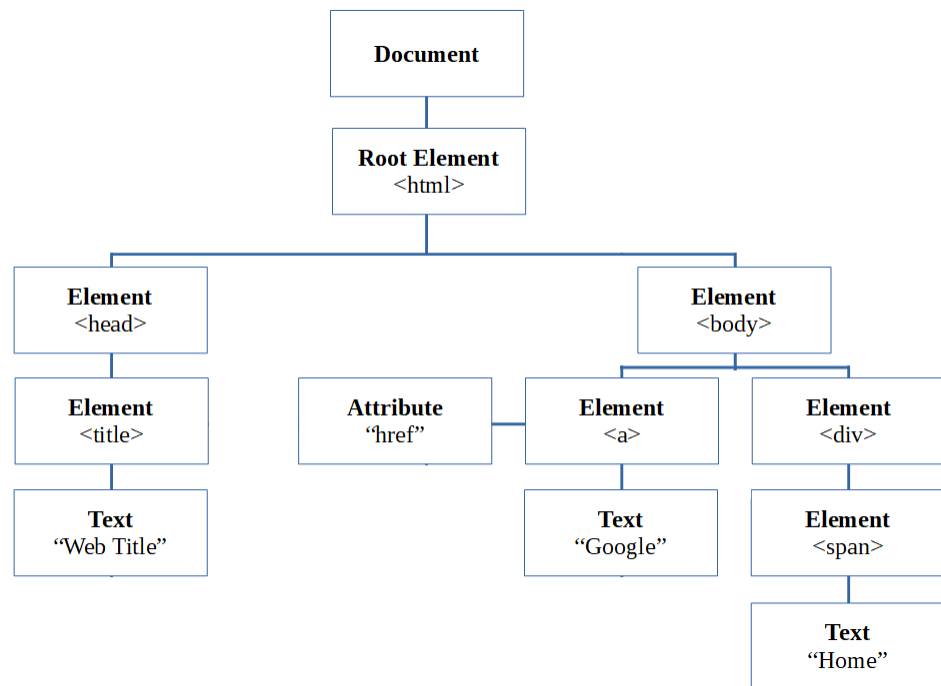 Document
Root Element
<html>
Element
<head>
Element
<body>
Element
<title>
Attribute
“href”
Element
<a>
Element
<div>
Text
“Web Title”
Text
“Google”
Element
<span>
Text
“Home”